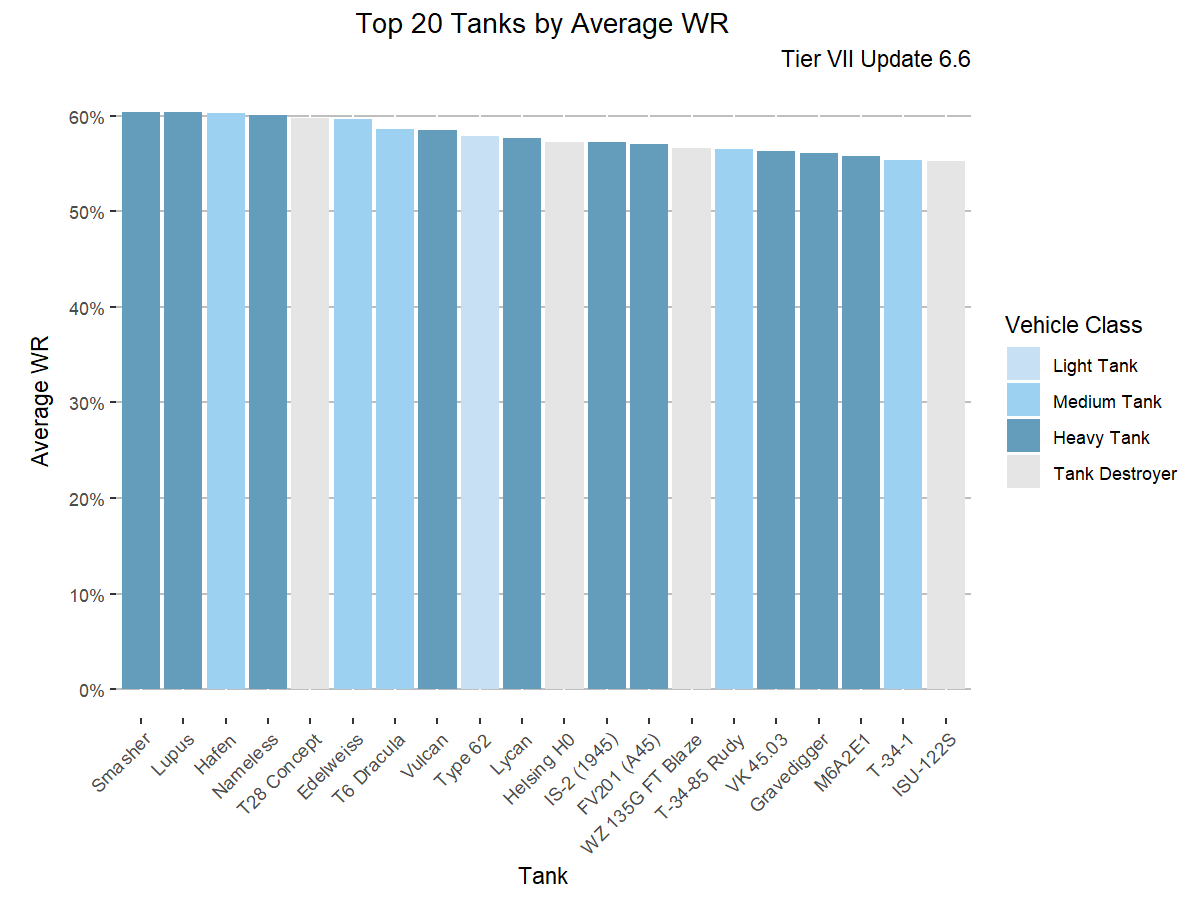 Top 20 Tanks by Average WR
Tier VII Update 6.6
Average WR
60%
50%
40%
30%
20%
10%
0%
Smasher
Lupus
Hafen
Nameless
T28 Concept
Edelweiss
T6 Dracula
Vulcan
Type 62
Lycan
Helsing H0
IS-2 (1945)
FV201 (A45)
WZ 135G FT Blaze
T-34-85 Rudy
VK 45.03
Gravedigger
M6A2E1
T-34-1
ISU-122S
Tank
Vehicle Class
Light Tank
Medium Tank
Heavy Tank
Tank Destroyer